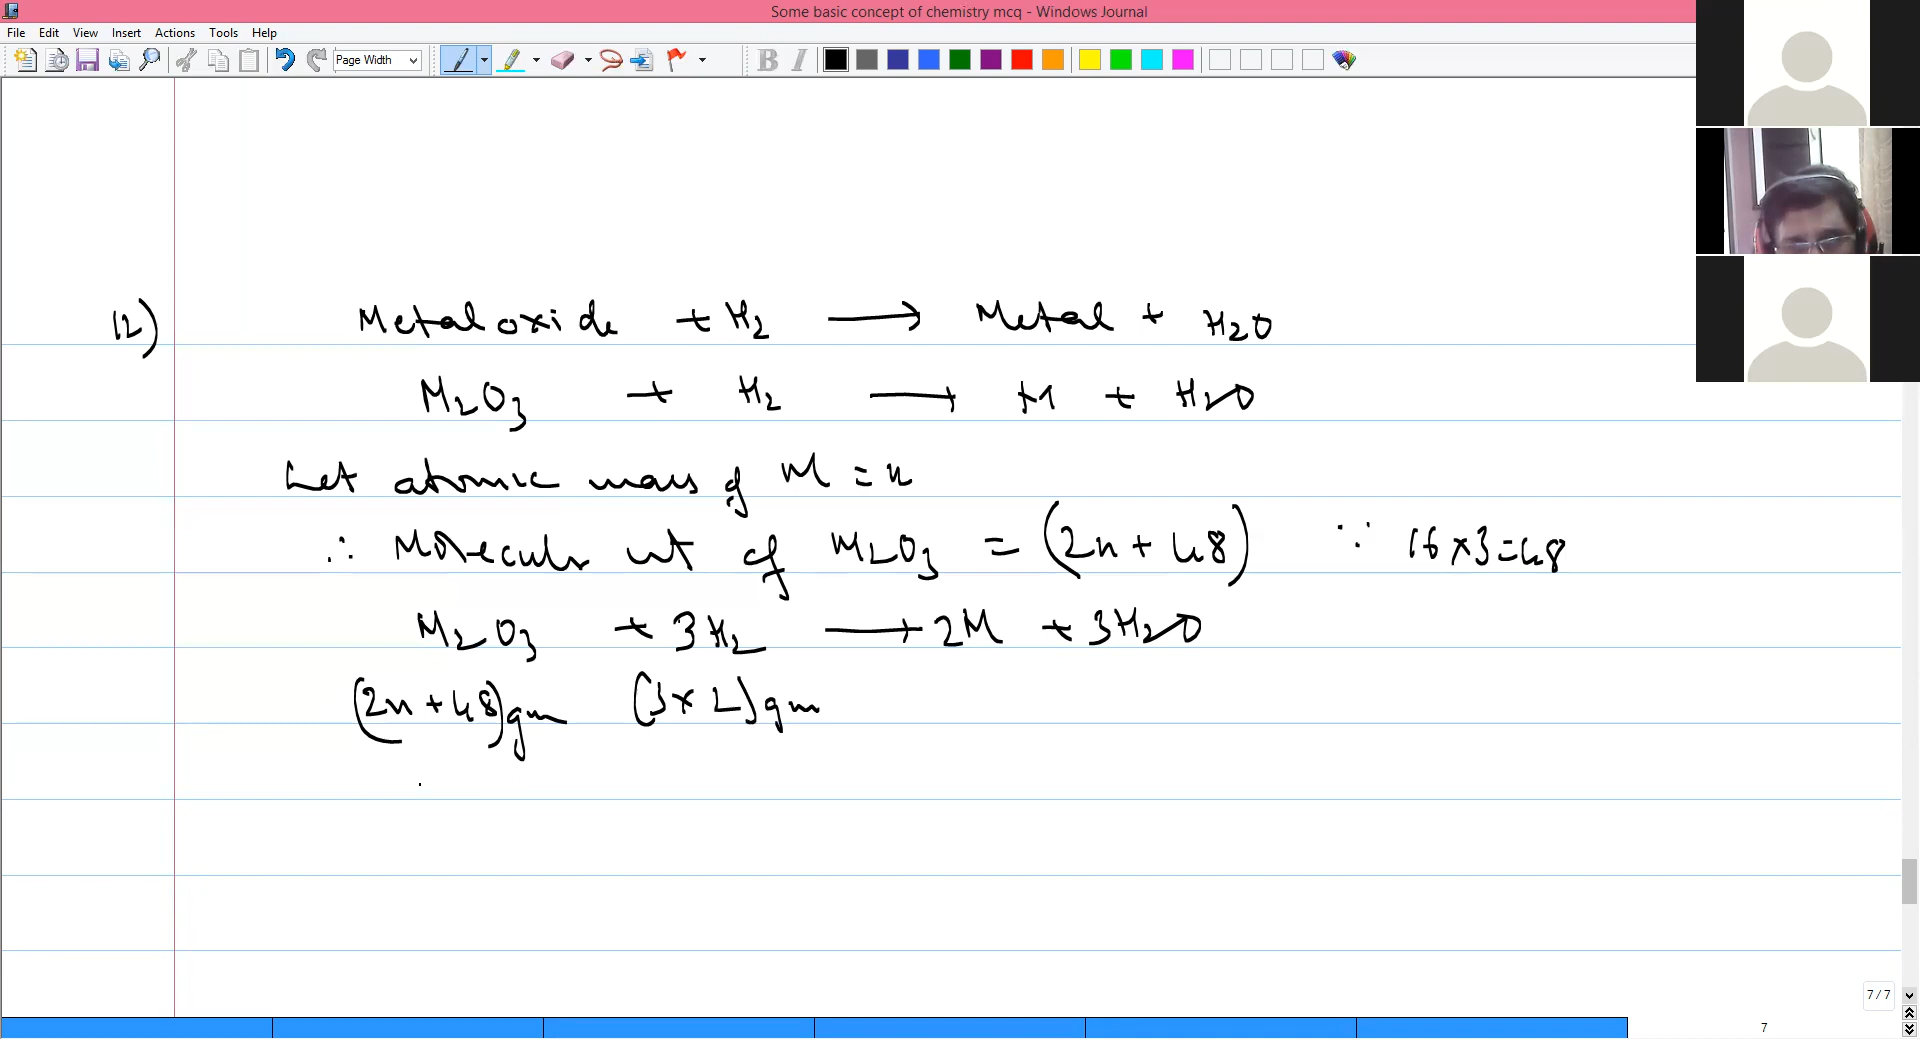 Some basic concept of chemistry mcq - Windows Journal
File Edit View Insert Actions Tools Help
Page Width B I
12) Metal oxide + H2 → Metal + H2O
M2O3 + H2 → M + H2O
Let atomic mass of M = x
∴ Molecular wt of M2O3 = (2x + 48) ∵ 16 × 3 = 48
M2O3 + 3H2 → 2M + 3H2O
(2x + 48) gm (3 × 2) gm
7 / 7
7